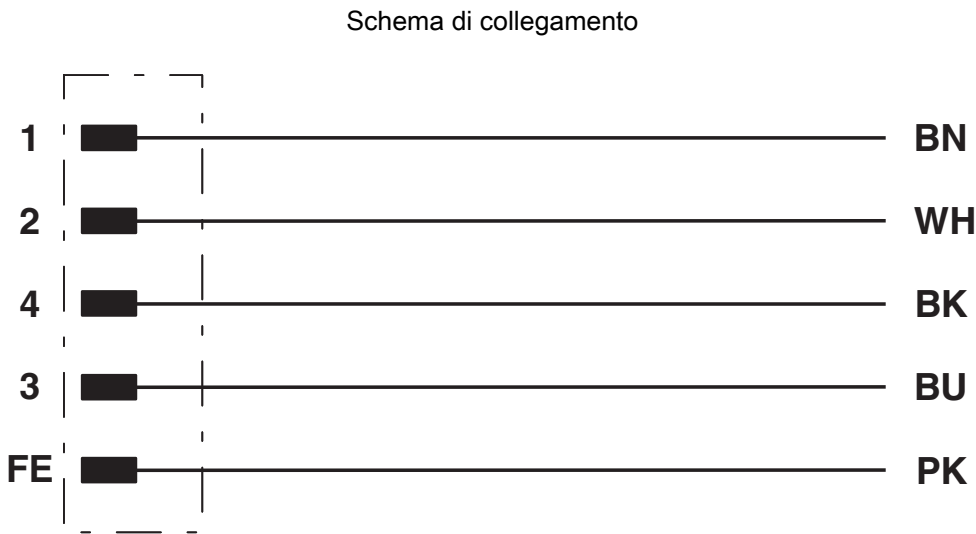 Schema di collegamento
1 BN
2 WH
4 BK
3 BU
FE PK